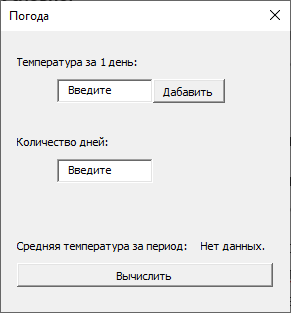 Погода
Температура за 1 день:
Введите Дабавить
Количество дней:
Введите
Средняя температура за период: Нет данных.
Вычислить